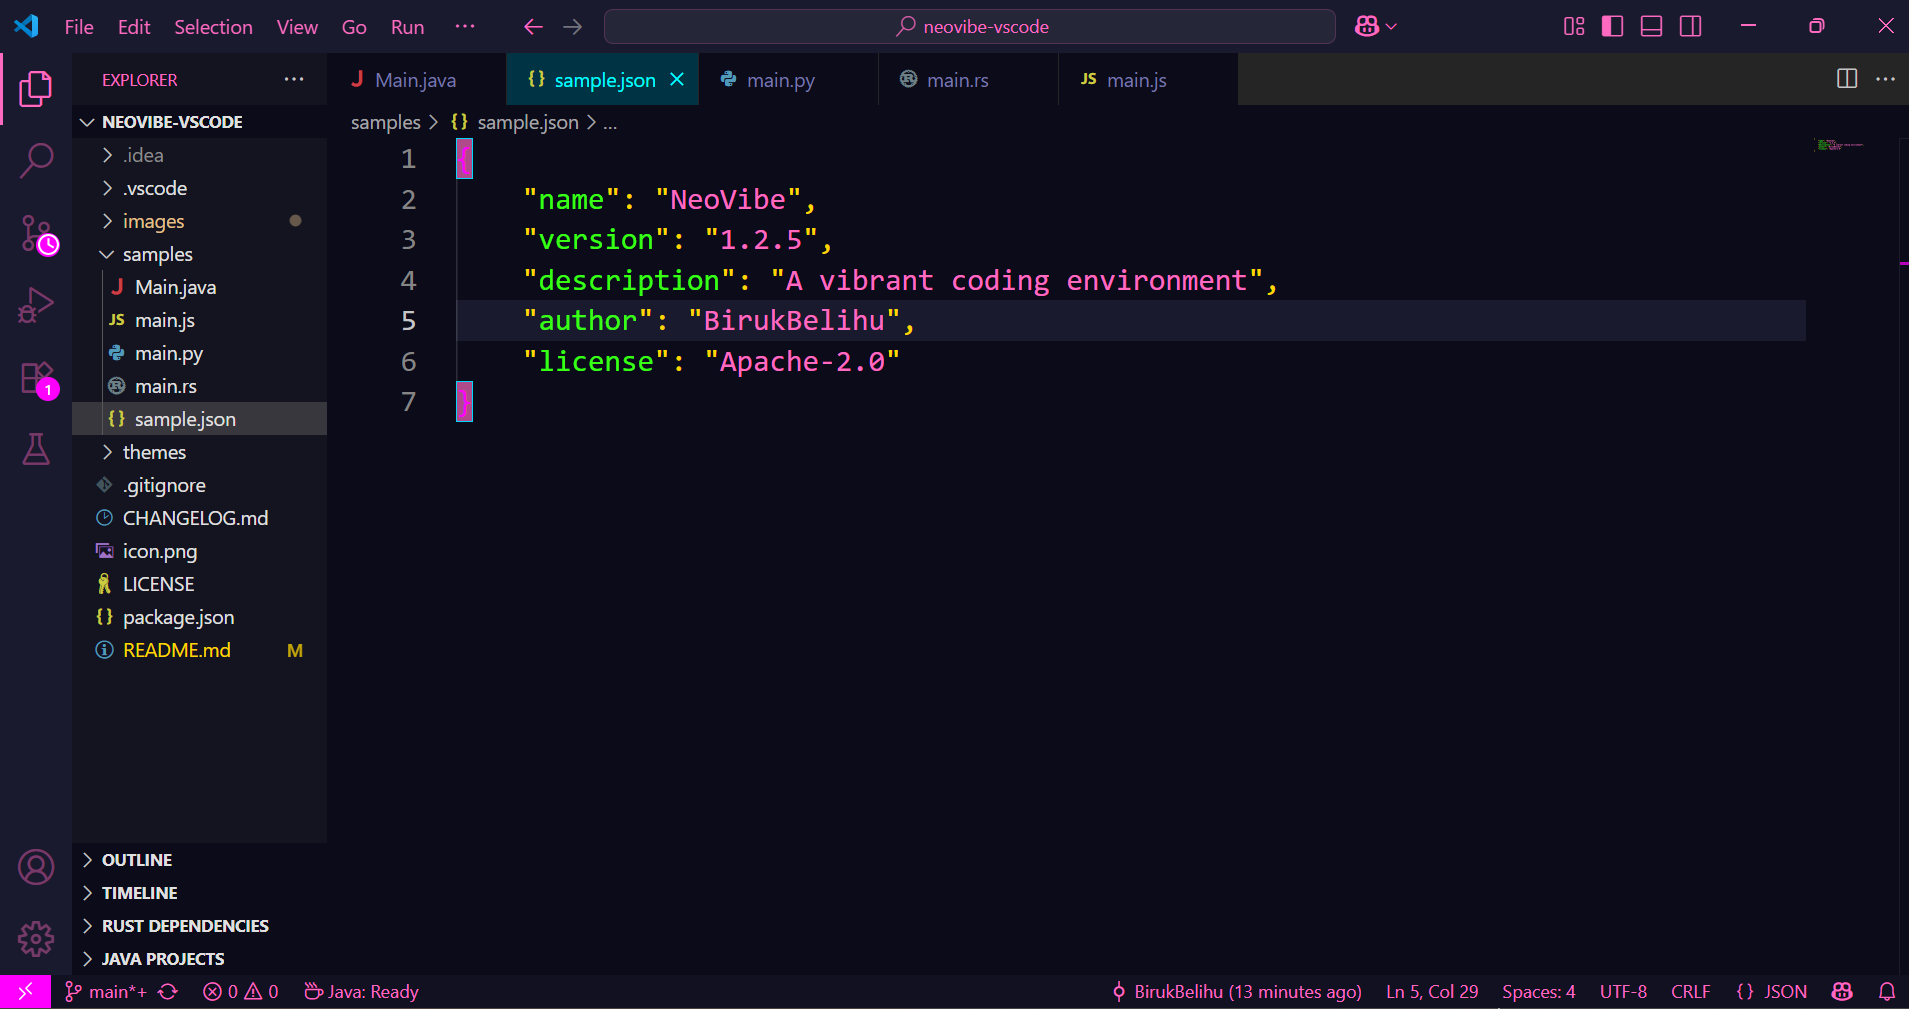 File Edit Selection View Go Run ··· neovibe-vscode
EXPLORER ···
NEOVIBE-VSCODE
.idea
.vscode
images
samples
Main.java
main.js
main.py
main.rs
sample.json
themes
.gitignore
CHANGELOG.md
icon.png
LICENSE
package.json
README.md M
OUTLINE
TIMELINE
RUST DEPENDENCIES
JAVA PROJECTS
1
J Main.java {} sample.json main.py main.rs JS main.js
samples > {} sample.json > ...
1 {
2 "name": "NeoVibe",
3 "version": "1.2.5",
4 "description": "A vibrant coding environment",
5 "author": "BirukBelihu",
6 "license": "Apache-2.0"
7 }
main*+ 0 0 Java: Ready BirukBelihu (13 minutes ago) Ln 5, Col 29 Spaces: 4 UTF-8 CRLF {} JSON